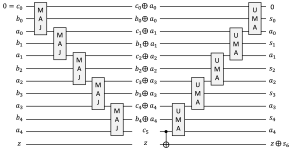 0 = c₀ c₀⊕ a₀ 0
b₀ b₀⊕ a₀ s₀
a₀ c₁⊕ a₁ a₀
b₁ b₁⊕ a₁ s₁
a₁ c₂⊕ a₂ a₁
b₂ b₂⊕ a₂ s₂
a₂ c₃⊕ a₃ a₂
b₃ b₃⊕ a₃ s₃
a₃ c₄⊕ a₄ a₃
b₄ b₄⊕ a₄ s₄
a₄ c₅ a₄
z z z ⊕ s₆
MAJ
MAJ
MAJ
MAJ
MAJ
UMA
UMA
UMA
UMA
UMA